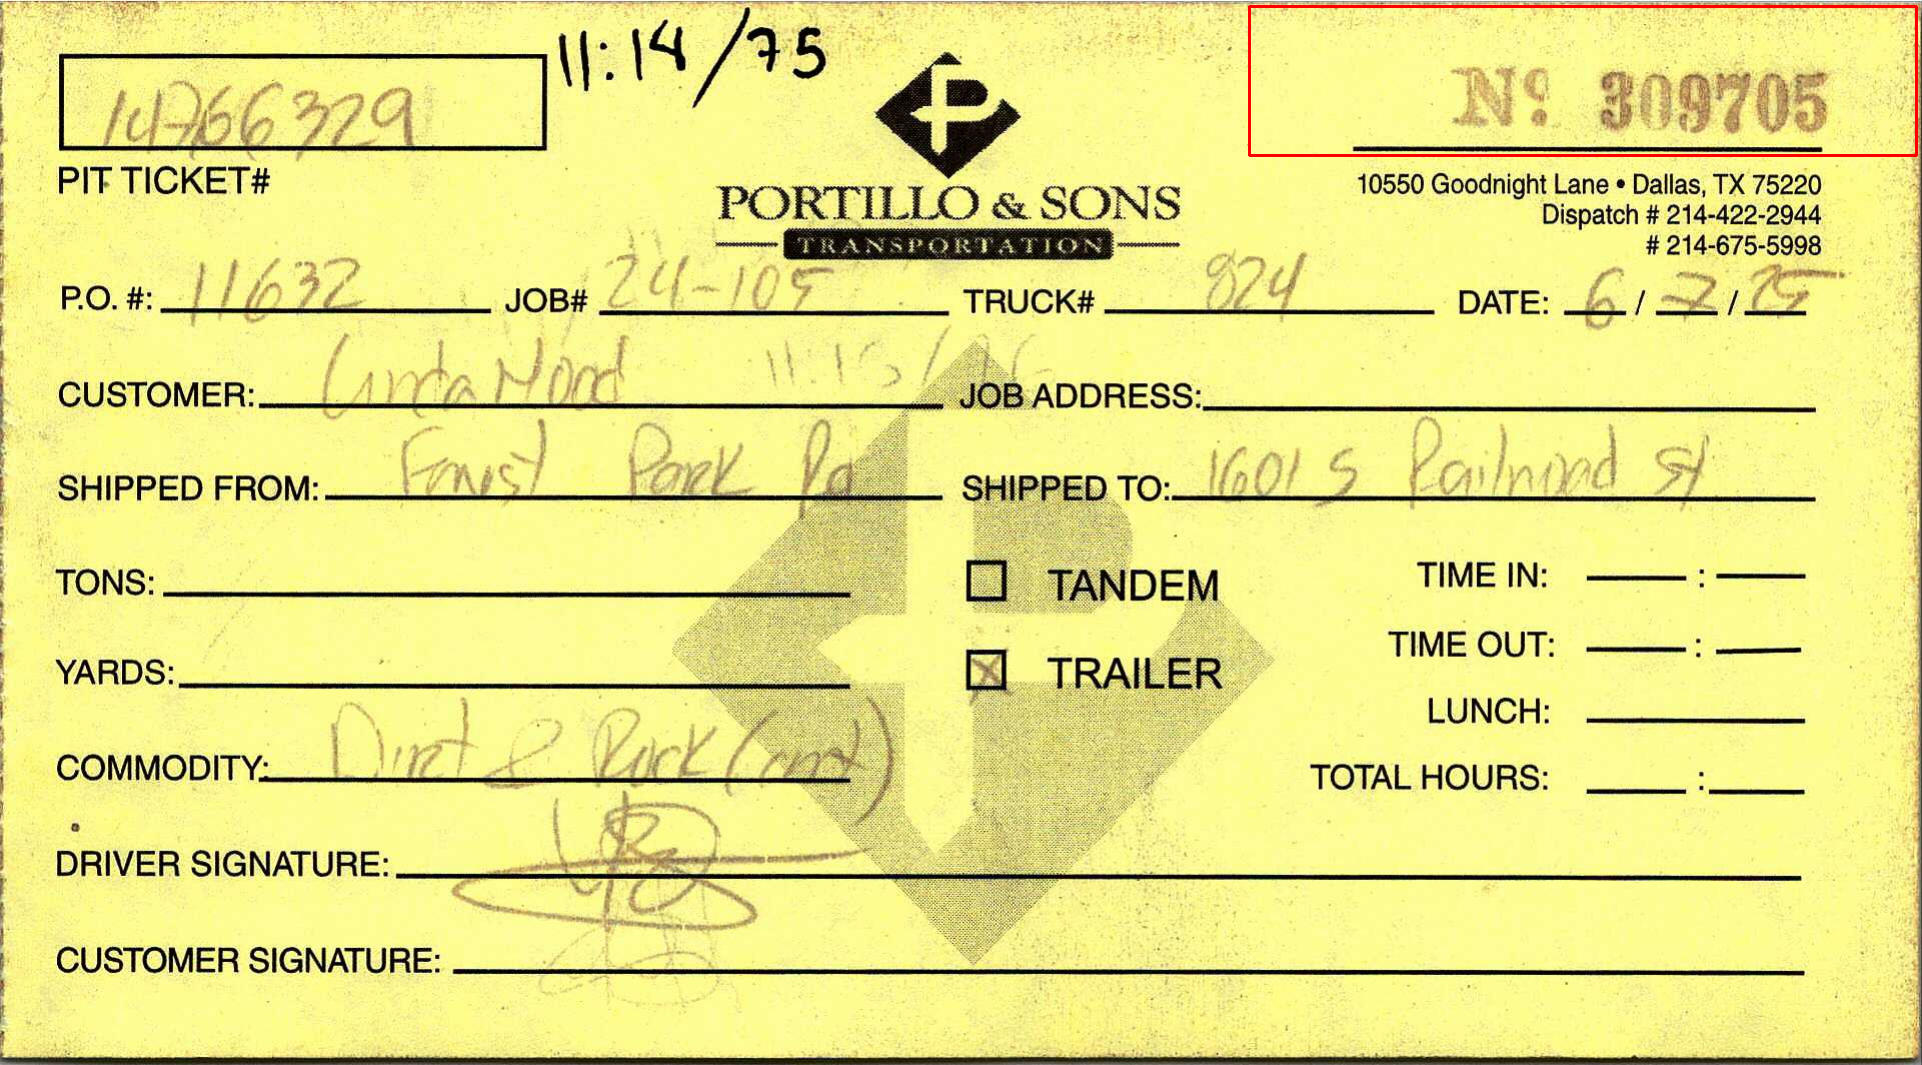 11:14/75
14766329
Nº 309705
PIT TICKET#
PORTILLO & SONS
TRANSPORTATION
10550 Goodnight Lane • Dallas, TX 75220
Dispatch # 214-422-2944
# 214-675-5998
P.O. #: 11632 JOB# 24-105 TRUCK# 824 DATE: 6/7/25
CUSTOMER: Linda Mood 11:15/76 JOB ADDRESS:
SHIPPED FROM: Forest Park Rd SHIPPED TO: 1601 S Railroad St
TONS: TANDEM TIME IN: :
TIME OUT: :
YARDS: TRAILER
LUNCH:
COMMODITY: Dirt & Rock (mx)
TOTAL HOURS: :
DRIVER SIGNATURE:
CUSTOMER SIGNATURE: